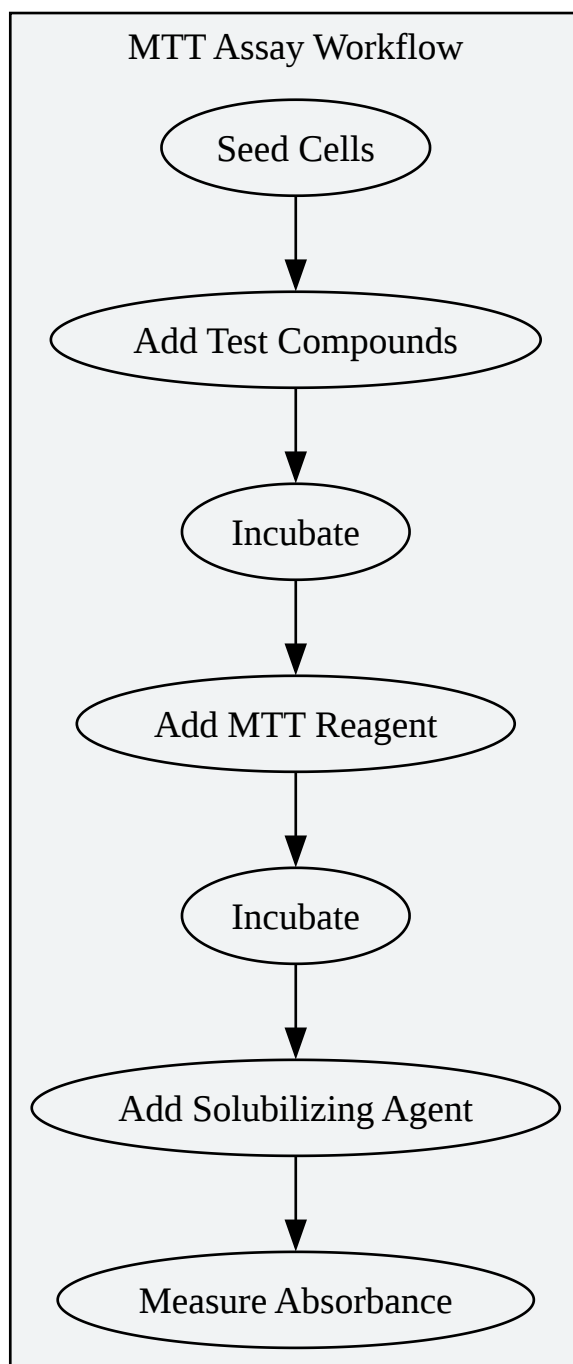 MTT Assay Workflow
Seed Cells
Add Test Compounds
Incubate
Add MTT Reagent
Incubate
Add Solubilizing Agent
Measure Absorbance